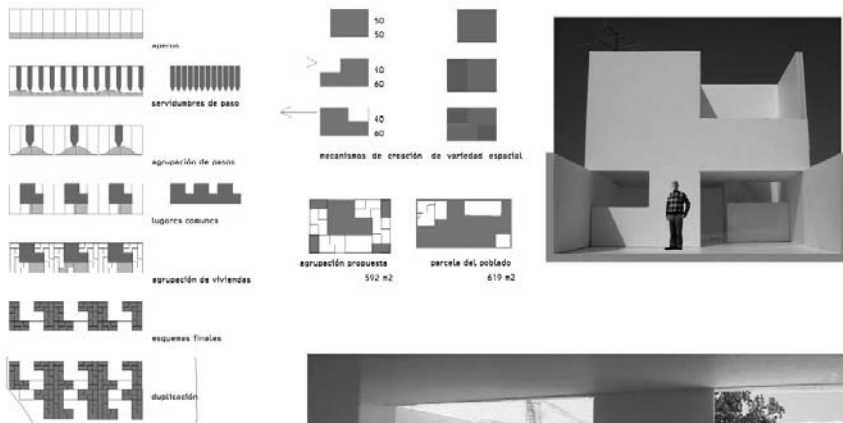 aperos
servidumbres de paso
agrupación de pasos
lugares comunes
agrupación de viviendas
esquemas finales
duplicación
50
50
40
60
40
60
mecanismos de creación de variedad espacial
agrupación propuesta
592 m2
parcela del poblado
619 m2